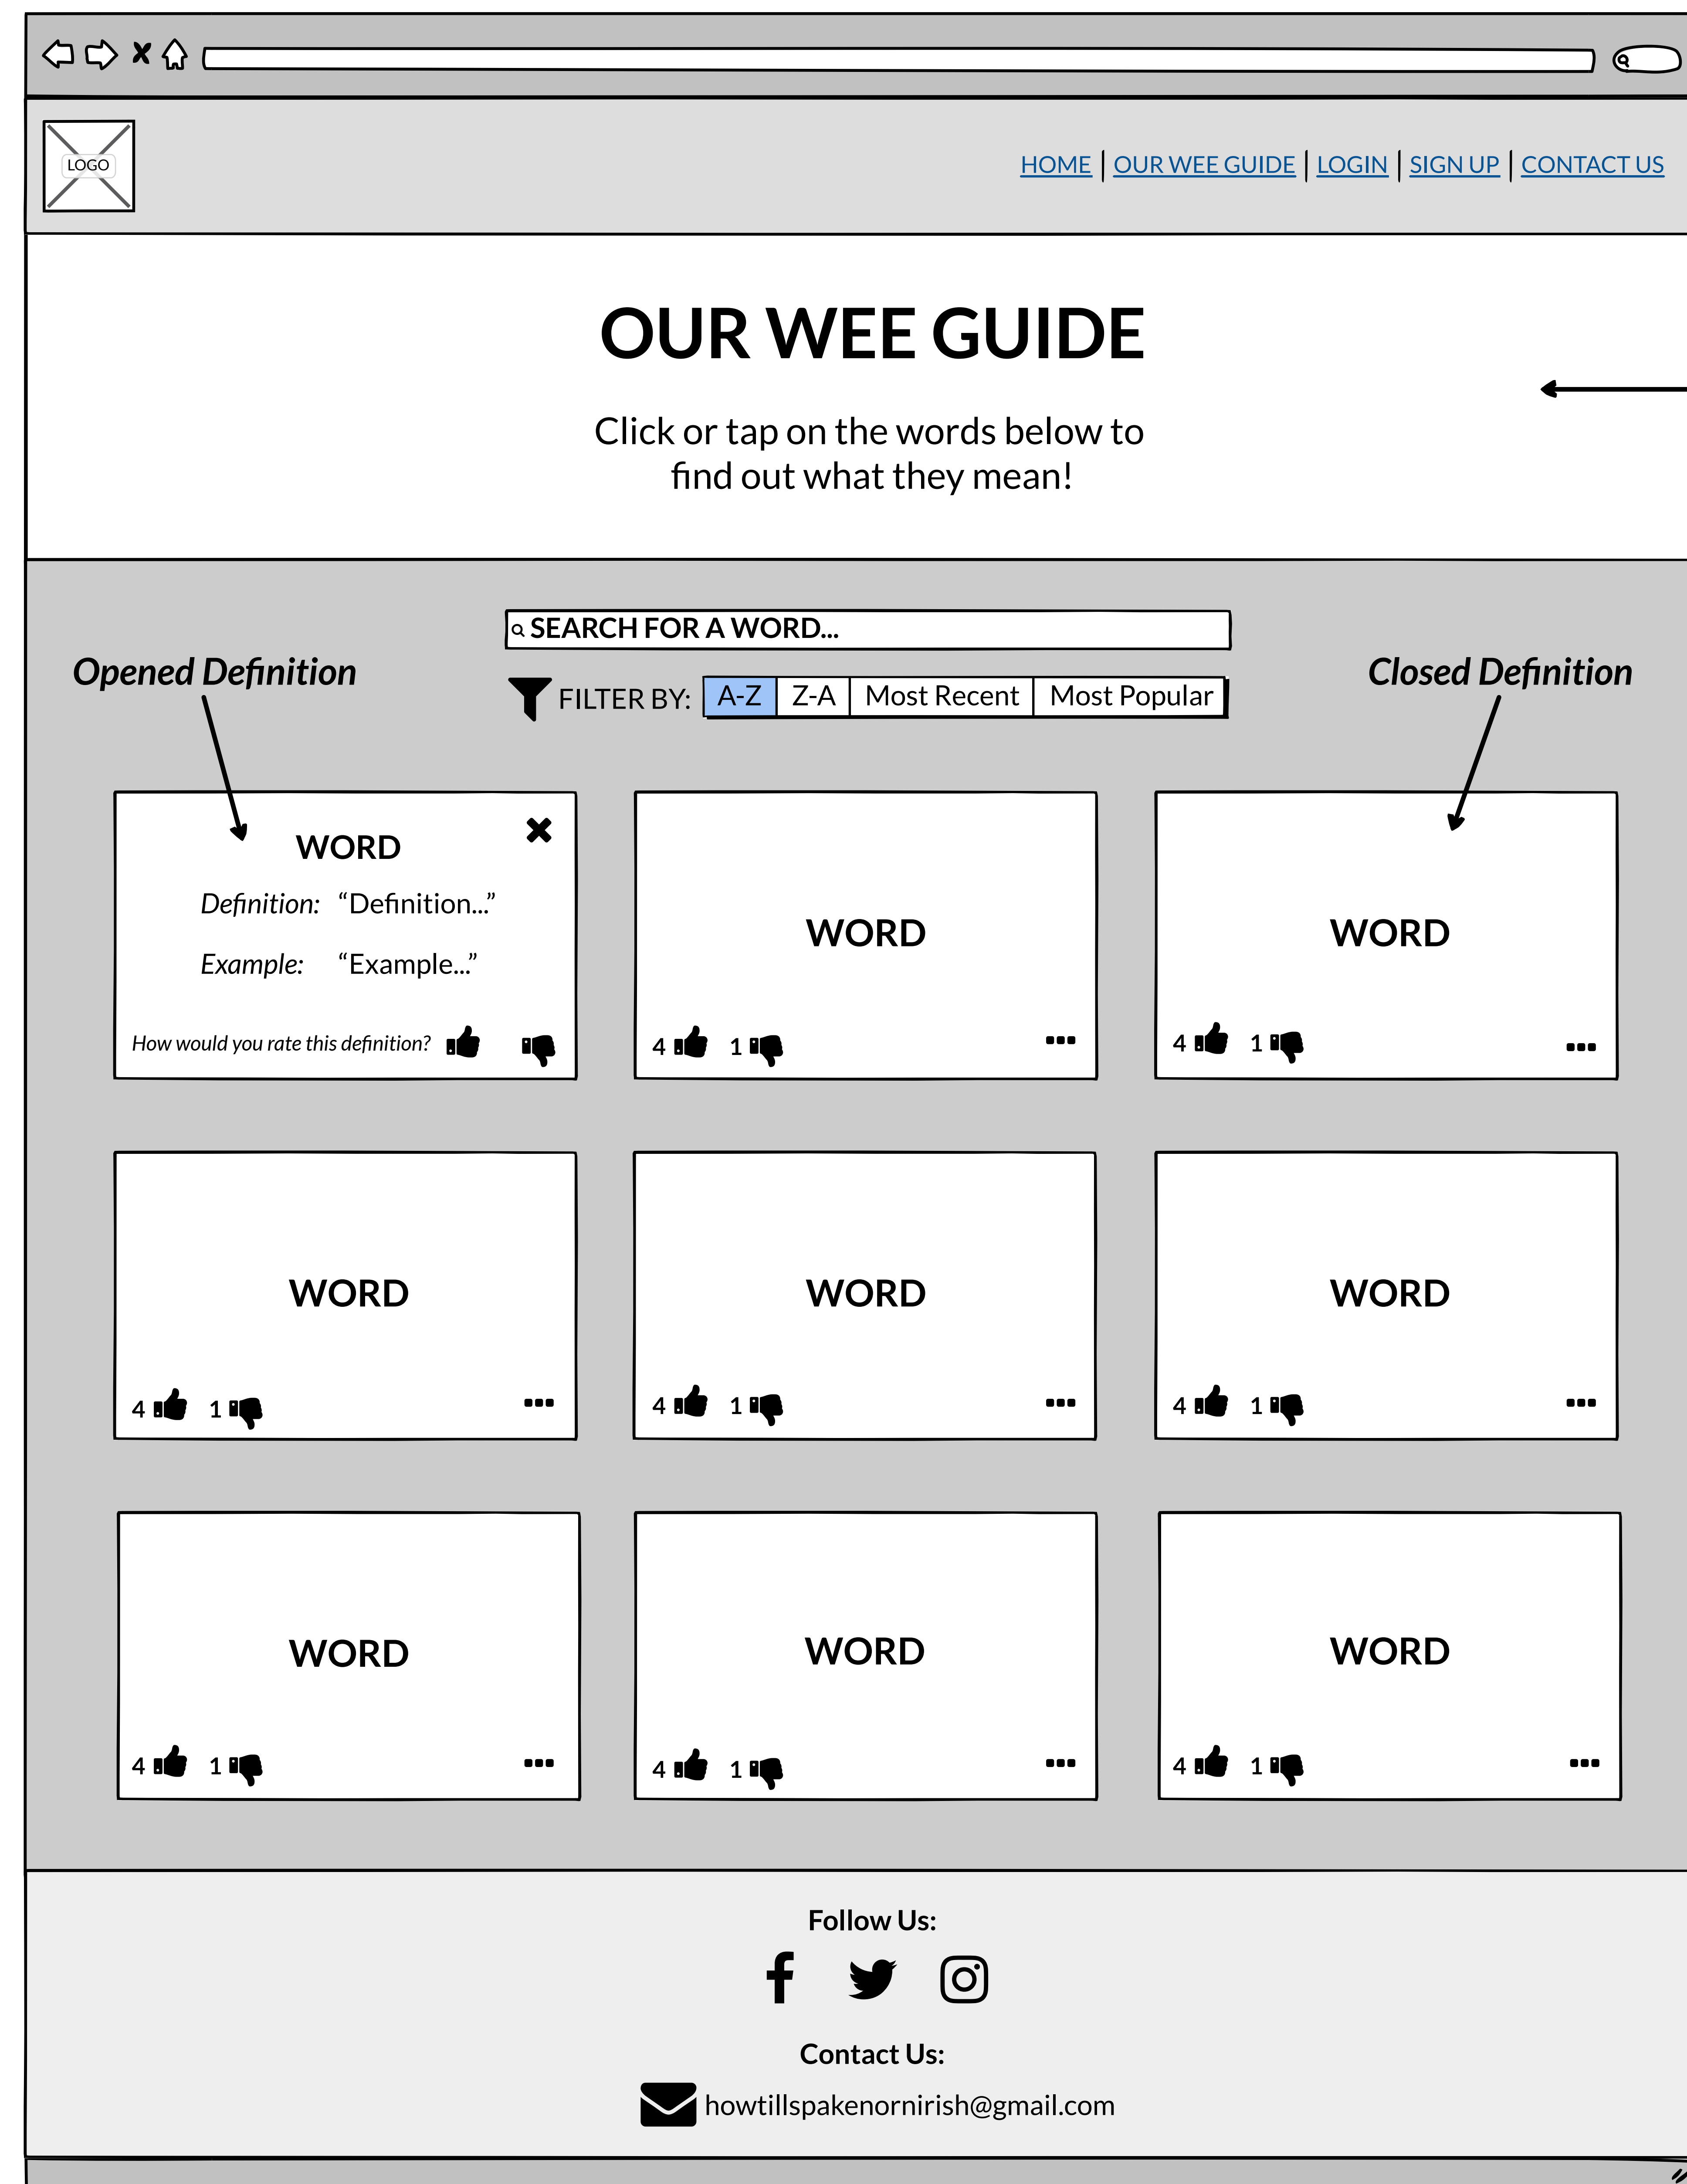 LOGO
HOME | OUR WEE GUIDE | LOGIN | SIGN UP | CONTACT US
OUR WEE GUIDE
Click or tap on the words below to
find out what they mean!
SEARCH FOR A WORD...
FILTER BY: A-Z Z-A Most Recent Most Popular
Opened Definition
Closed Definition
WORD
Definition: “Definition...”
Example: “Example...”
How would you rate this definition?
WORD
4 1
WORD
4 1
WORD
4 1
WORD
4 1
WORD
4 1
WORD
4 1
WORD
4 1
WORD
4 1
Follow Us:
Contact Us:
howtillspakenornirish@gmail.com